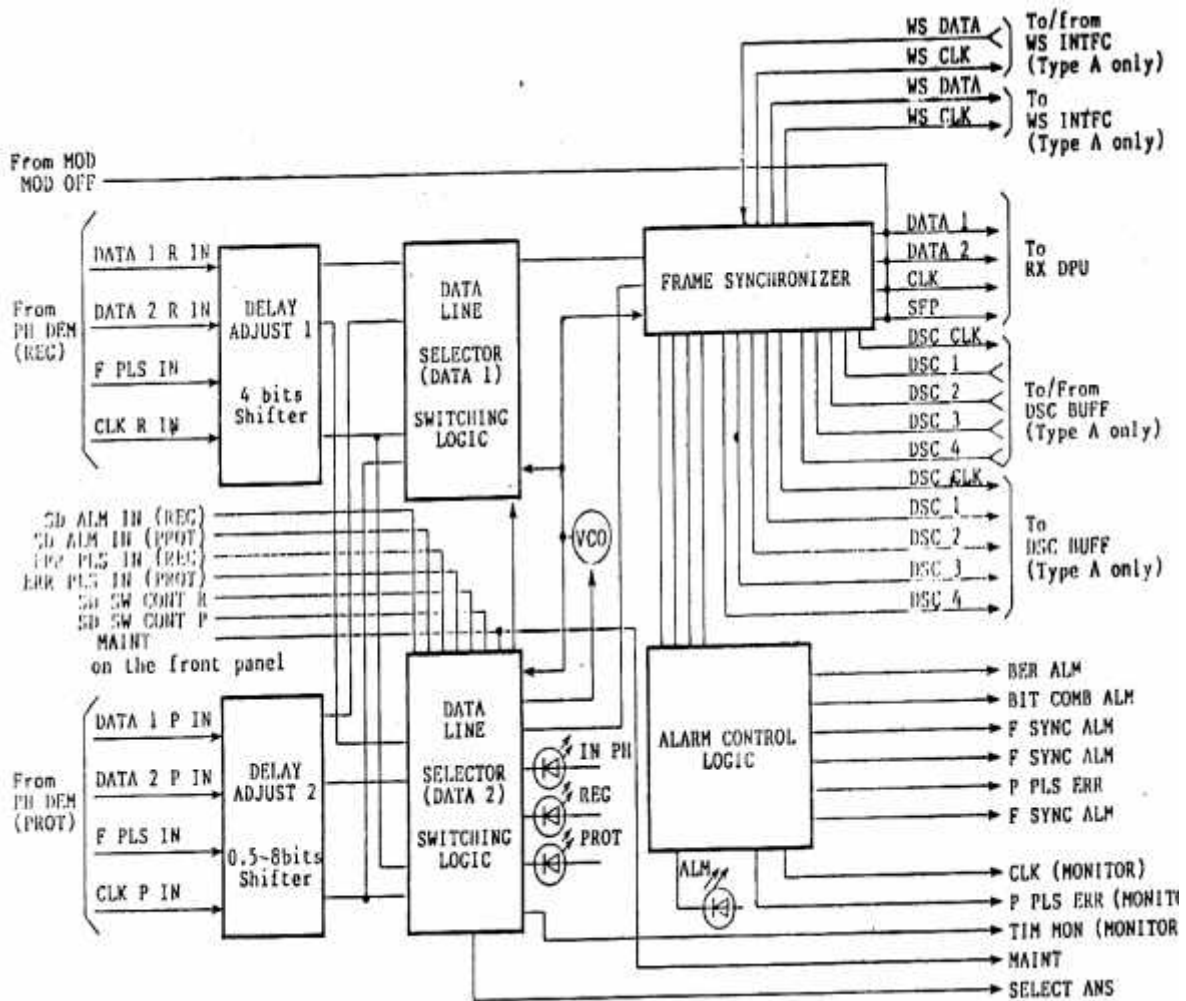 WS DATA
WS CLK
To/from
WS INTFC
(Type A only)
WS DATA
WS CLK
To
WS INTFC
(Type A only)
From MOD
MOD OFF
From
PH DEM
(REC)
DATA 1 R IN
DATA 2 R IN
F PLS IN
CLK R IN
DELAY
ADJUST 1
4 bits
Shifter
DATA
LINE
SELECTOR
(DATA 1)
SWITCHING
LOGIC
FRAME SYNCHRONIZER
DATA 1
DATA 2
CLK
SFP
To
RX DPU
DSC CLK
DSC 1
DSC 2
DSC 3
DSC 4
To/From
DSC BUFF
(Type A only)
DSC CLK
DSC 1
DSC 2
DSC 3
DSC 4
To
DSC BUFF
(Type A only)
SD ALM IN (REC)
SD ALM IN (PROT)
PLS IN (REC)
ERR PLS IN (PROT)
SD SW CONT R
SD SW CONT P
MAINT
on the front panel
VCO
From
PH DEM
(PROT)
DATA 1 P IN
DATA 2 P IN
F PLS IN
CLK P IN
DELAY
ADJUST 2
0.5~8bits
Shifter
DATA
LINE
SELECTOR
(DATA 2)
SWITCHING
LOGIC
IN PH
REG
PROT
ALARM CONTROL
LOGIC
ALM
BER ALM
BIT COMB ALM
F SYNC ALM
F SYNC ALM
P PLS ERR
F SYNC ALM
CLK (MONITOR)
P PLS ERR (MONITO
TIM MON (MONITOR
MAINT
SELECT ANS